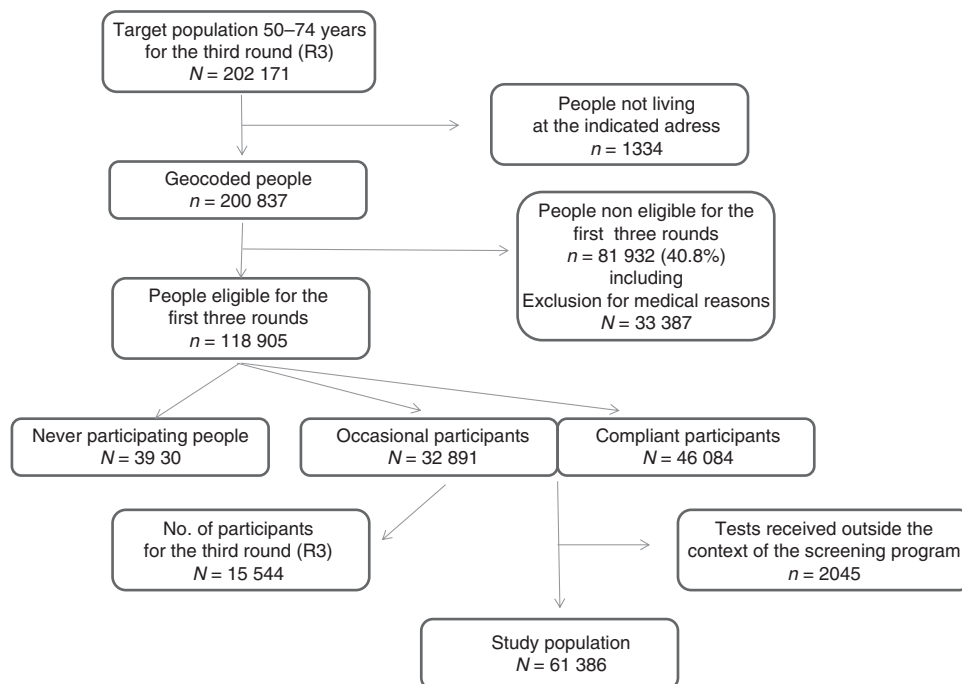 Target population 50–74 years
for the third round (R3)
N = 202 171
People not living
at the indicated adress
n = 1334
Geocoded people
n = 200 837
People non eligible for the
first three rounds
n = 81 932 (40.8%)
including
Exclusion for medical reasons
N = 33 387
People eligible for the
first three rounds
n = 118 905
Never participating people
N = 39 30
Occasional participants
N = 32 891
Compliant participants
N = 46 084
No. of participants
for the third round (R3)
N = 15 544
Tests received outside the
context of the screening program
n = 2045
Study population
N = 61 386